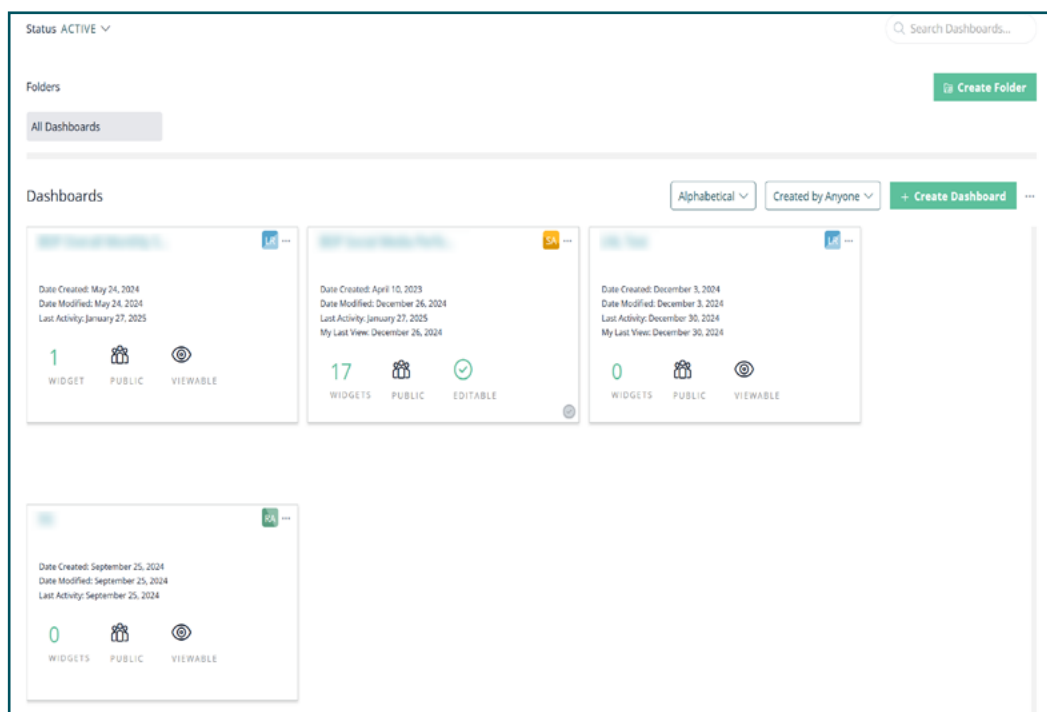 Status ACTIVE
Search Dashboards...
Folders
Create Folder
All Dashboards
Dashboards
Alphabetical
Created by Anyone
+ Create Dashboard
LR
Date Created: May 24, 2024
Date Modified: May 24, 2024
Last Activity: January 27, 2025
1
WIDGET PUBLIC VIEWABLE
SA
Date Created: April 10, 2023
Date Modified: December 26, 2024
Last Activity: January 27, 2025
My Last View: December 26, 2024
17
WIDGETS PUBLIC EDITABLE
LR
Date Created: December 3, 2024
Date Modified: December 3, 2024
Last Activity: December 30, 2024
My Last View: December 30, 2024
0
WIDGETS PUBLIC VIEWABLE
RA
Date Created: September 25, 2024
Date Modified: September 25, 2024
Last Activity: September 25, 2024
0
WIDGETS PUBLIC VIEWABLE